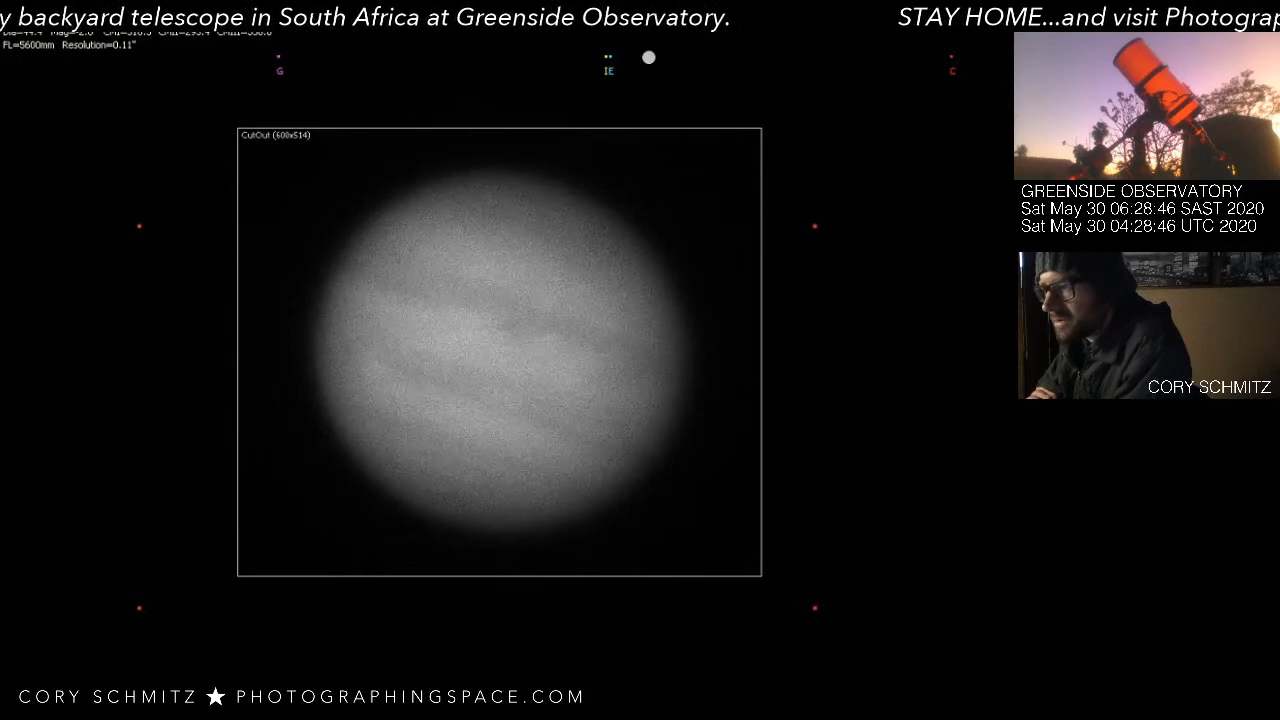 y backyard telescope in South Africa at Greenside Observatory. STAY HOME...and visit Photograp
FL=5600mm Resolution=0.11"
G IE C
CutOut (600x514)
GREENSIDE OBSERVATORY
Sat May 30 06:28:46 SAST 2020
Sat May 30 04:28:46 UTC 2020
CORY SCHMITZ
CORY SCHMITZ ★ PHOTOGRAPHINGSPACE.COM